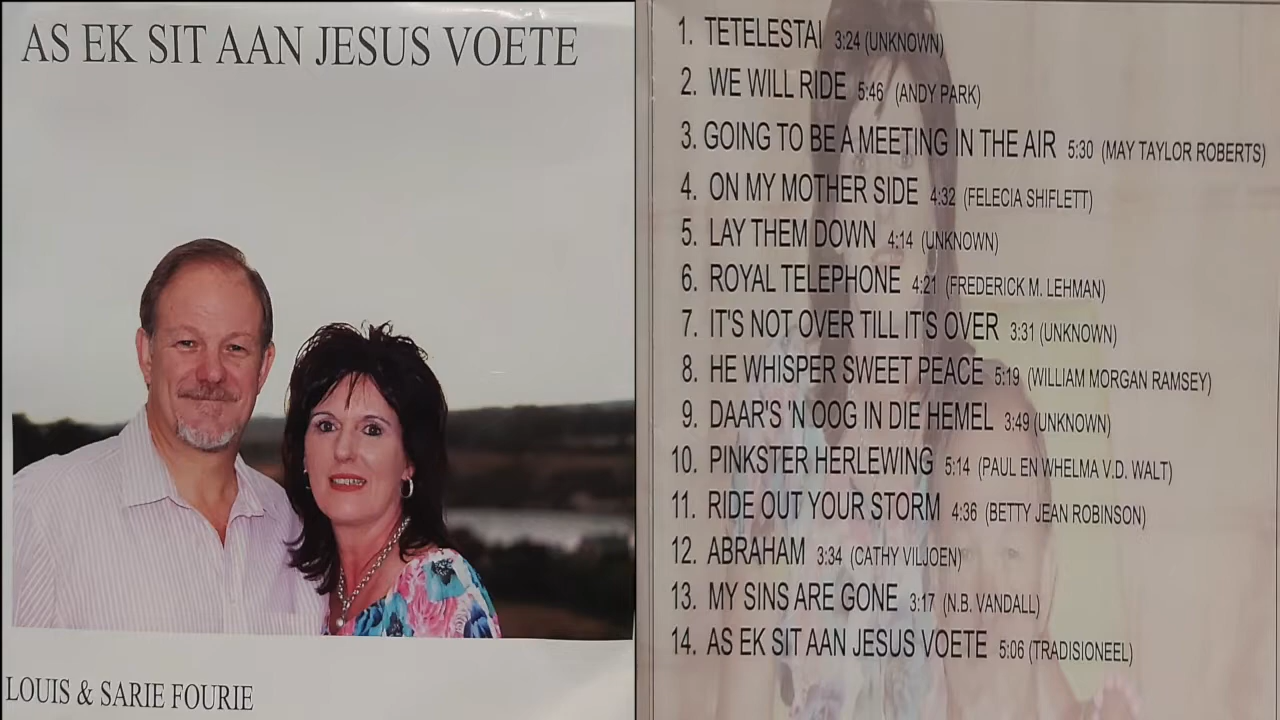 AS EK SIT AAN JESUS VOETE
LOUIS & SARIE FOURIE
1. TETELESTAI 3:24 (UNKNOWN)
2. WE WILL RIDE 5:46 (ANDY PARK)
3. GOING TO BE A MEETING IN THE AIR 5:30 (MAY TAYLOR ROBERTS)
4. ON MY MOTHER SIDE 4:32 (FELECIA SHIFLETT)
5. LAY THEM DOWN 4:14 (UNKNOWN)
6. ROYAL TELEPHONE 4:21 (FREDERICK M. LEHMAN)
7. IT'S NOT OVER TILL IT'S OVER 3:31 (UNKNOWN)
8. HE WHISPER SWEET PEACE 5:19 (WILLIAM MORGAN RAMSEY)
9. DAAR'S 'N OOG IN DIE HEMEL 3:49 (UNKNOWN)
10. PINKSTER HERLEWING 5:14 (PAUL EN WHELMA V.D. WALT)
11. RIDE OUT YOUR STORM 4:36 (BETTY JEAN ROBINSON)
12. ABRAHAM 3:34 (CATHY VILJOEN)
13. MY SINS ARE GONE 3:17 (N.B. VANDALL)
14. AS EK SIT AAN JESUS VOETE 5:06 (TRADISIONEEL)